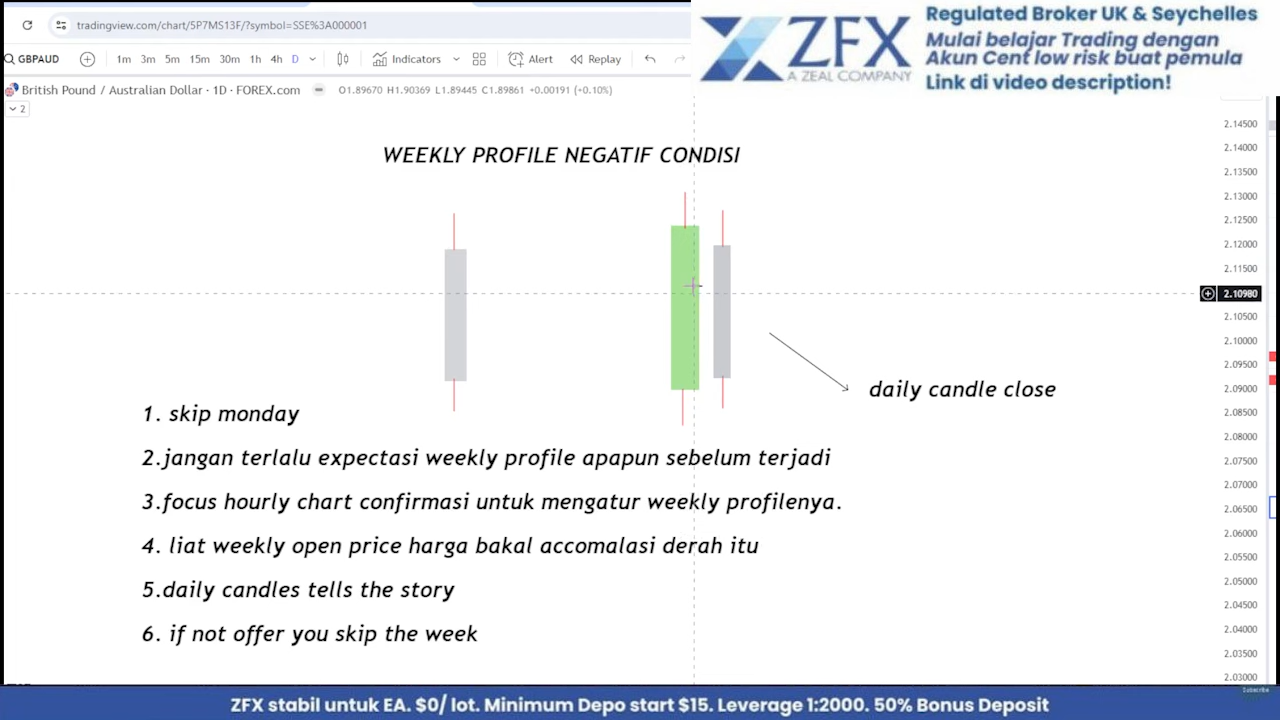 tradingview.com/chart/5P7MS13F/?symbol=SSE%3A000001
GBPAUD
1m 3m 5m 15m 30m 1h 4h D
Indicators
Alert
Replay
British Pound / Australian Dollar · 1D · FOREX.com
O1.89670 H1.90369 L1.89445 C1.89861 +0.00191 (+0.10%)
2
ZFX
A ZEAL COMPANY
Regulated Broker UK & Seychelles
Mulai belajar Trading dengan
Akun Cent low risk buat pemula
Link di video description!
WEEKLY PROFILE NEGATIF CONDISI
daily candle close
1. skip monday
2.jangan terlalu expectasi weekly profile apapun sebelum terjadi
3.focus hourly chart confirmasi untuk mengatur weekly profilenya.
4. liat weekly open price harga bakal accomalasi derah itu
5.daily candles tells the story
6. if not offer you skip the week
2.14500
2.14000
2.13500
2.13000
2.12500
2.12000
2.11500
2.10980
2.10500
2.10000
2.09500
2.09000
2.08500
2.08000
2.07500
2.07000
2.06500
2.06000
2.05500
2.05000
2.04500
2.04000
2.03500
2.03000
Subscribe
ZFX stabil untuk EA. $0/ lot. Minimum Depo start $15. Leverage 1:2000. 50% Bonus Deposit